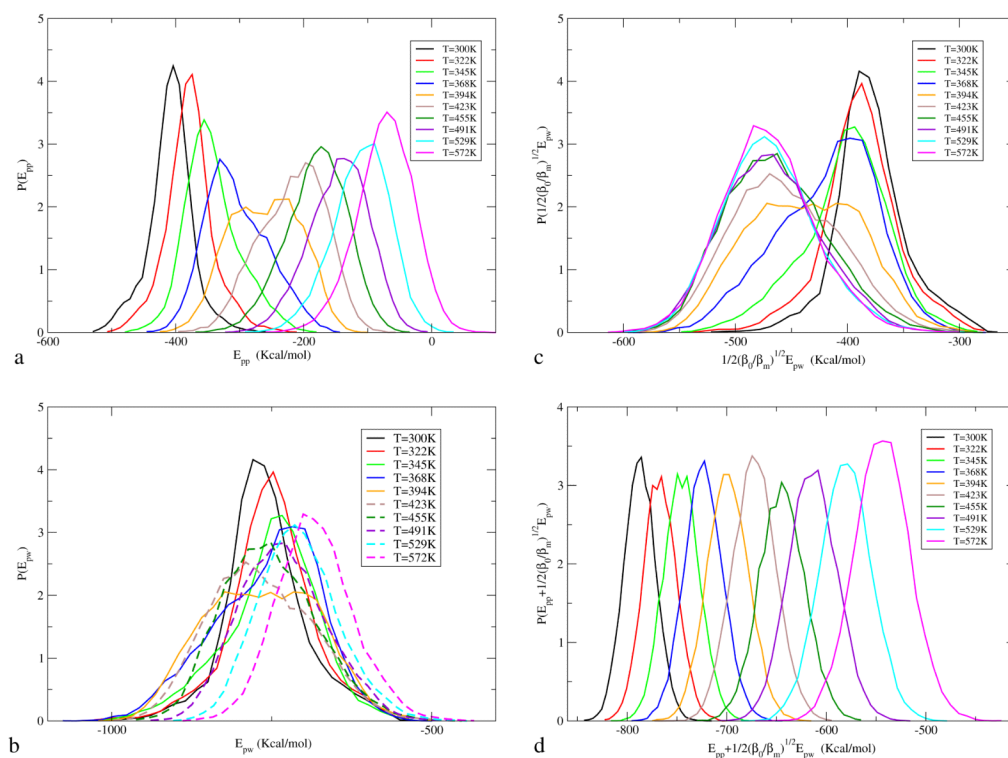 5
4
3
2
1
0
P(E_pp)
-600
-400
-200
0
E_pp (Kcal/mol)
T=300K
T=322K
T=345K
T=368K
T=394K
T=423K
T=455K
T=491K
T=529K
T=572K
a
5
4
3
2
1
0
P(1/2(β_0/β_m)^1/2 E_pw)
-600
-500
-400
-300
1/2(β_0/β_m)^1/2 E_pw (Kcal/mol)
T=300K
T=322K
T=345K
T=368K
T=394K
T=423K
T=455K
T=491K
T=529K
T=572K
c
5
4
3
2
1
0
P(E_pw)
-1000
-500
E_pw (Kcal/mol)
T=300K
T=322K
T=345K
T=368K
T=394K
T=423K
T=455K
T=491K
T=529K
T=572K
b
4
3
2
1
0
P(E_pp+1/2(β_0/β_m)^1/2 E_pw)
-800
-700
-600
-500
E_pp+1/2(β_0/β_m)^1/2 E_pw (Kcal/mol)
T=300K
T=322K
T=345K
T=368K
T=394K
T=423K
T=455K
T=491K
T=529K
T=572K
d